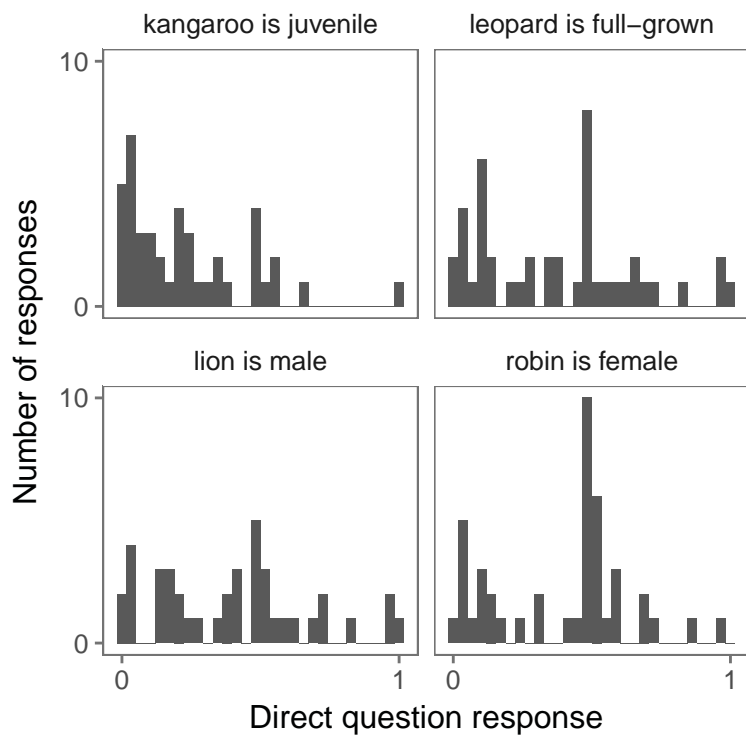 kangaroo is juvenile
leopard is full−grown
10
0
lion is male
robin is female
10
0
0
1
0
1
Number of responses
Direct question response